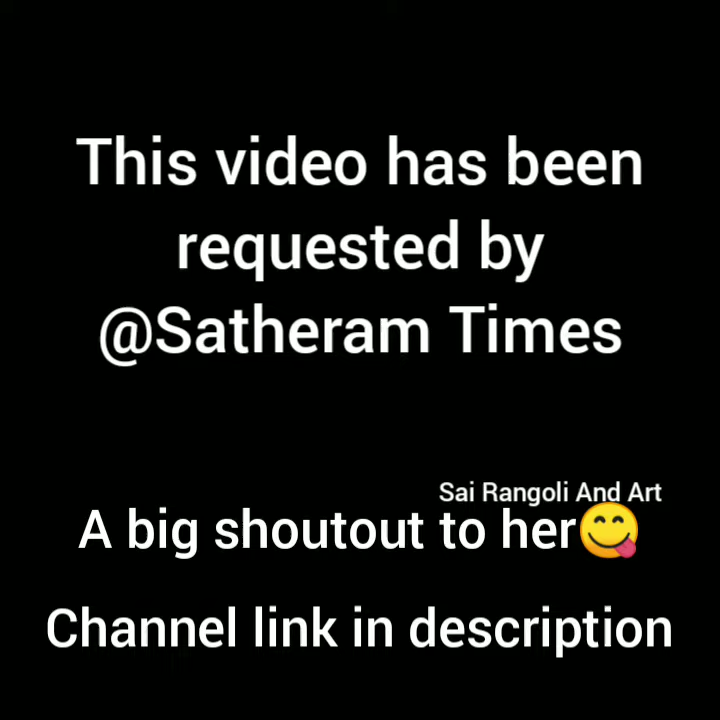 This video has been
requested by
@Satheram Times
Sai Rangoli And Art
A big shoutout to her😋
Channel link in description